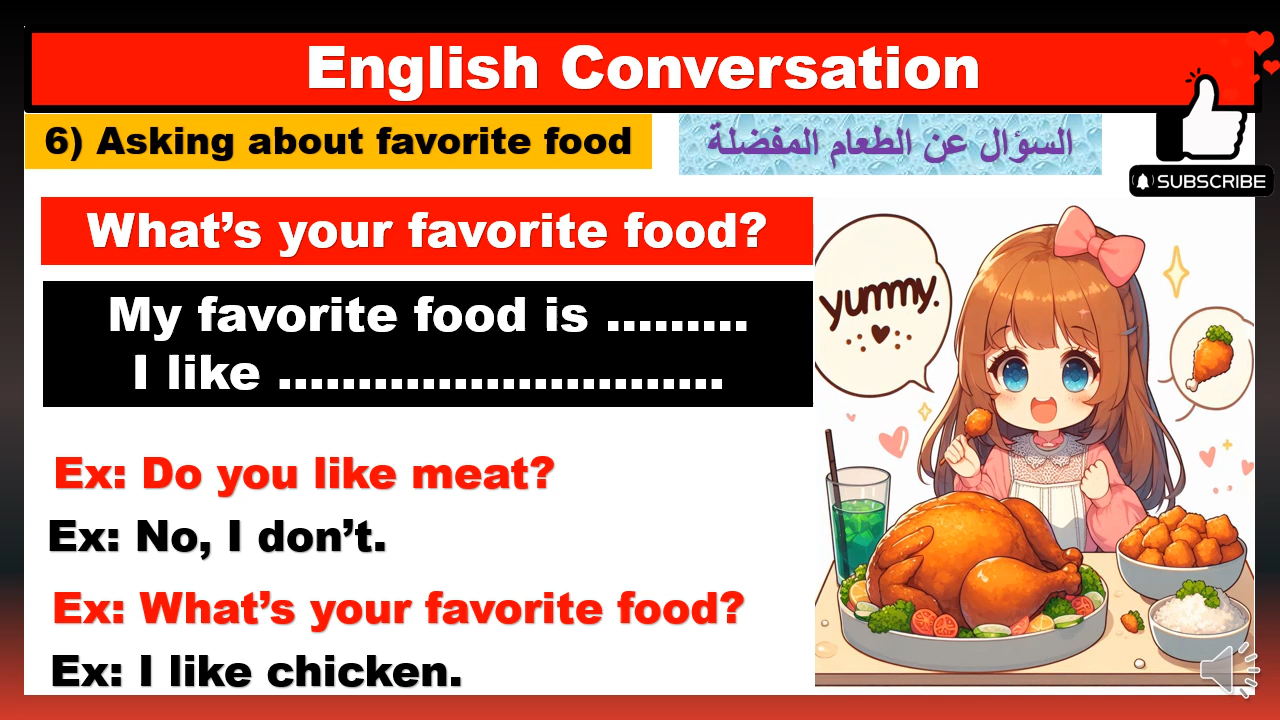 English Conversation
6) Asking about favorite food
السؤال عن الطعام المفضلة
SUBSCRIBE
What’s your favorite food?
My favorite food is .........
I like ............................
yummy.
Ex: Do you like meat?
Ex: No, I don’t.
Ex: What’s your favorite food?
Ex: I like chicken.